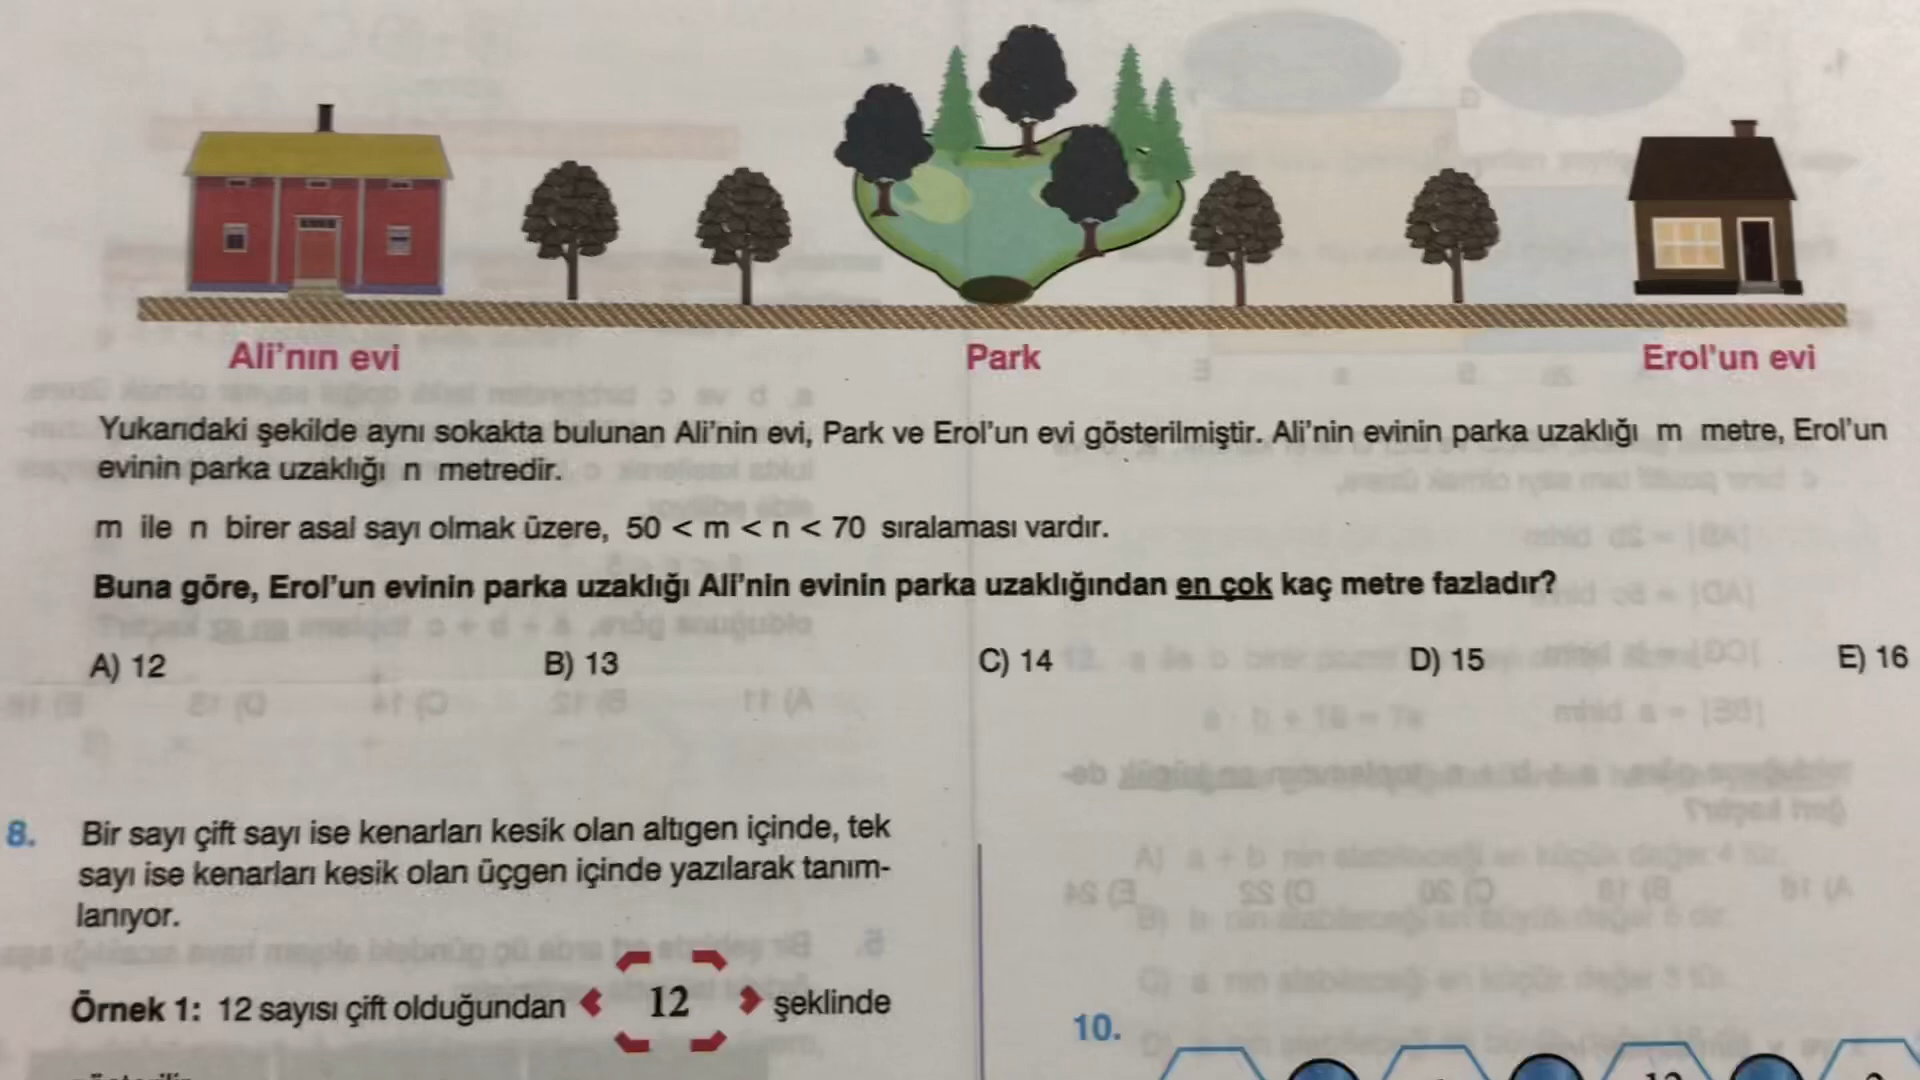 Ali'nın evi
Park
Erol'un evi
Yukarıdaki şekilde aynı sokakta bulunan Ali'nin evi, Park ve Erol'un evi gösterilmiştir. Ali'nin evinin parka uzaklığı m metre, Erol'un
evinin parka uzaklığı n metredir.
m ile n birer asal sayı olmak üzere, 50 < m < n < 70 sıralaması vardır.
Buna göre, Erol'un evinin parka uzaklığı Ali'nin evinin parka uzaklığından en çok kaç metre fazladır?
A) 12
B) 13
C) 14
D) 15
E) 16
8. Bir sayı çift sayı ise kenarları kesik olan altıgen içinde, tek
sayı ise kenarları kesik olan üçgen içinde yazılarak tanım-
lanıyor.
Örnek 1: 12 sayısı çift olduğundan 12 şeklinde
10.